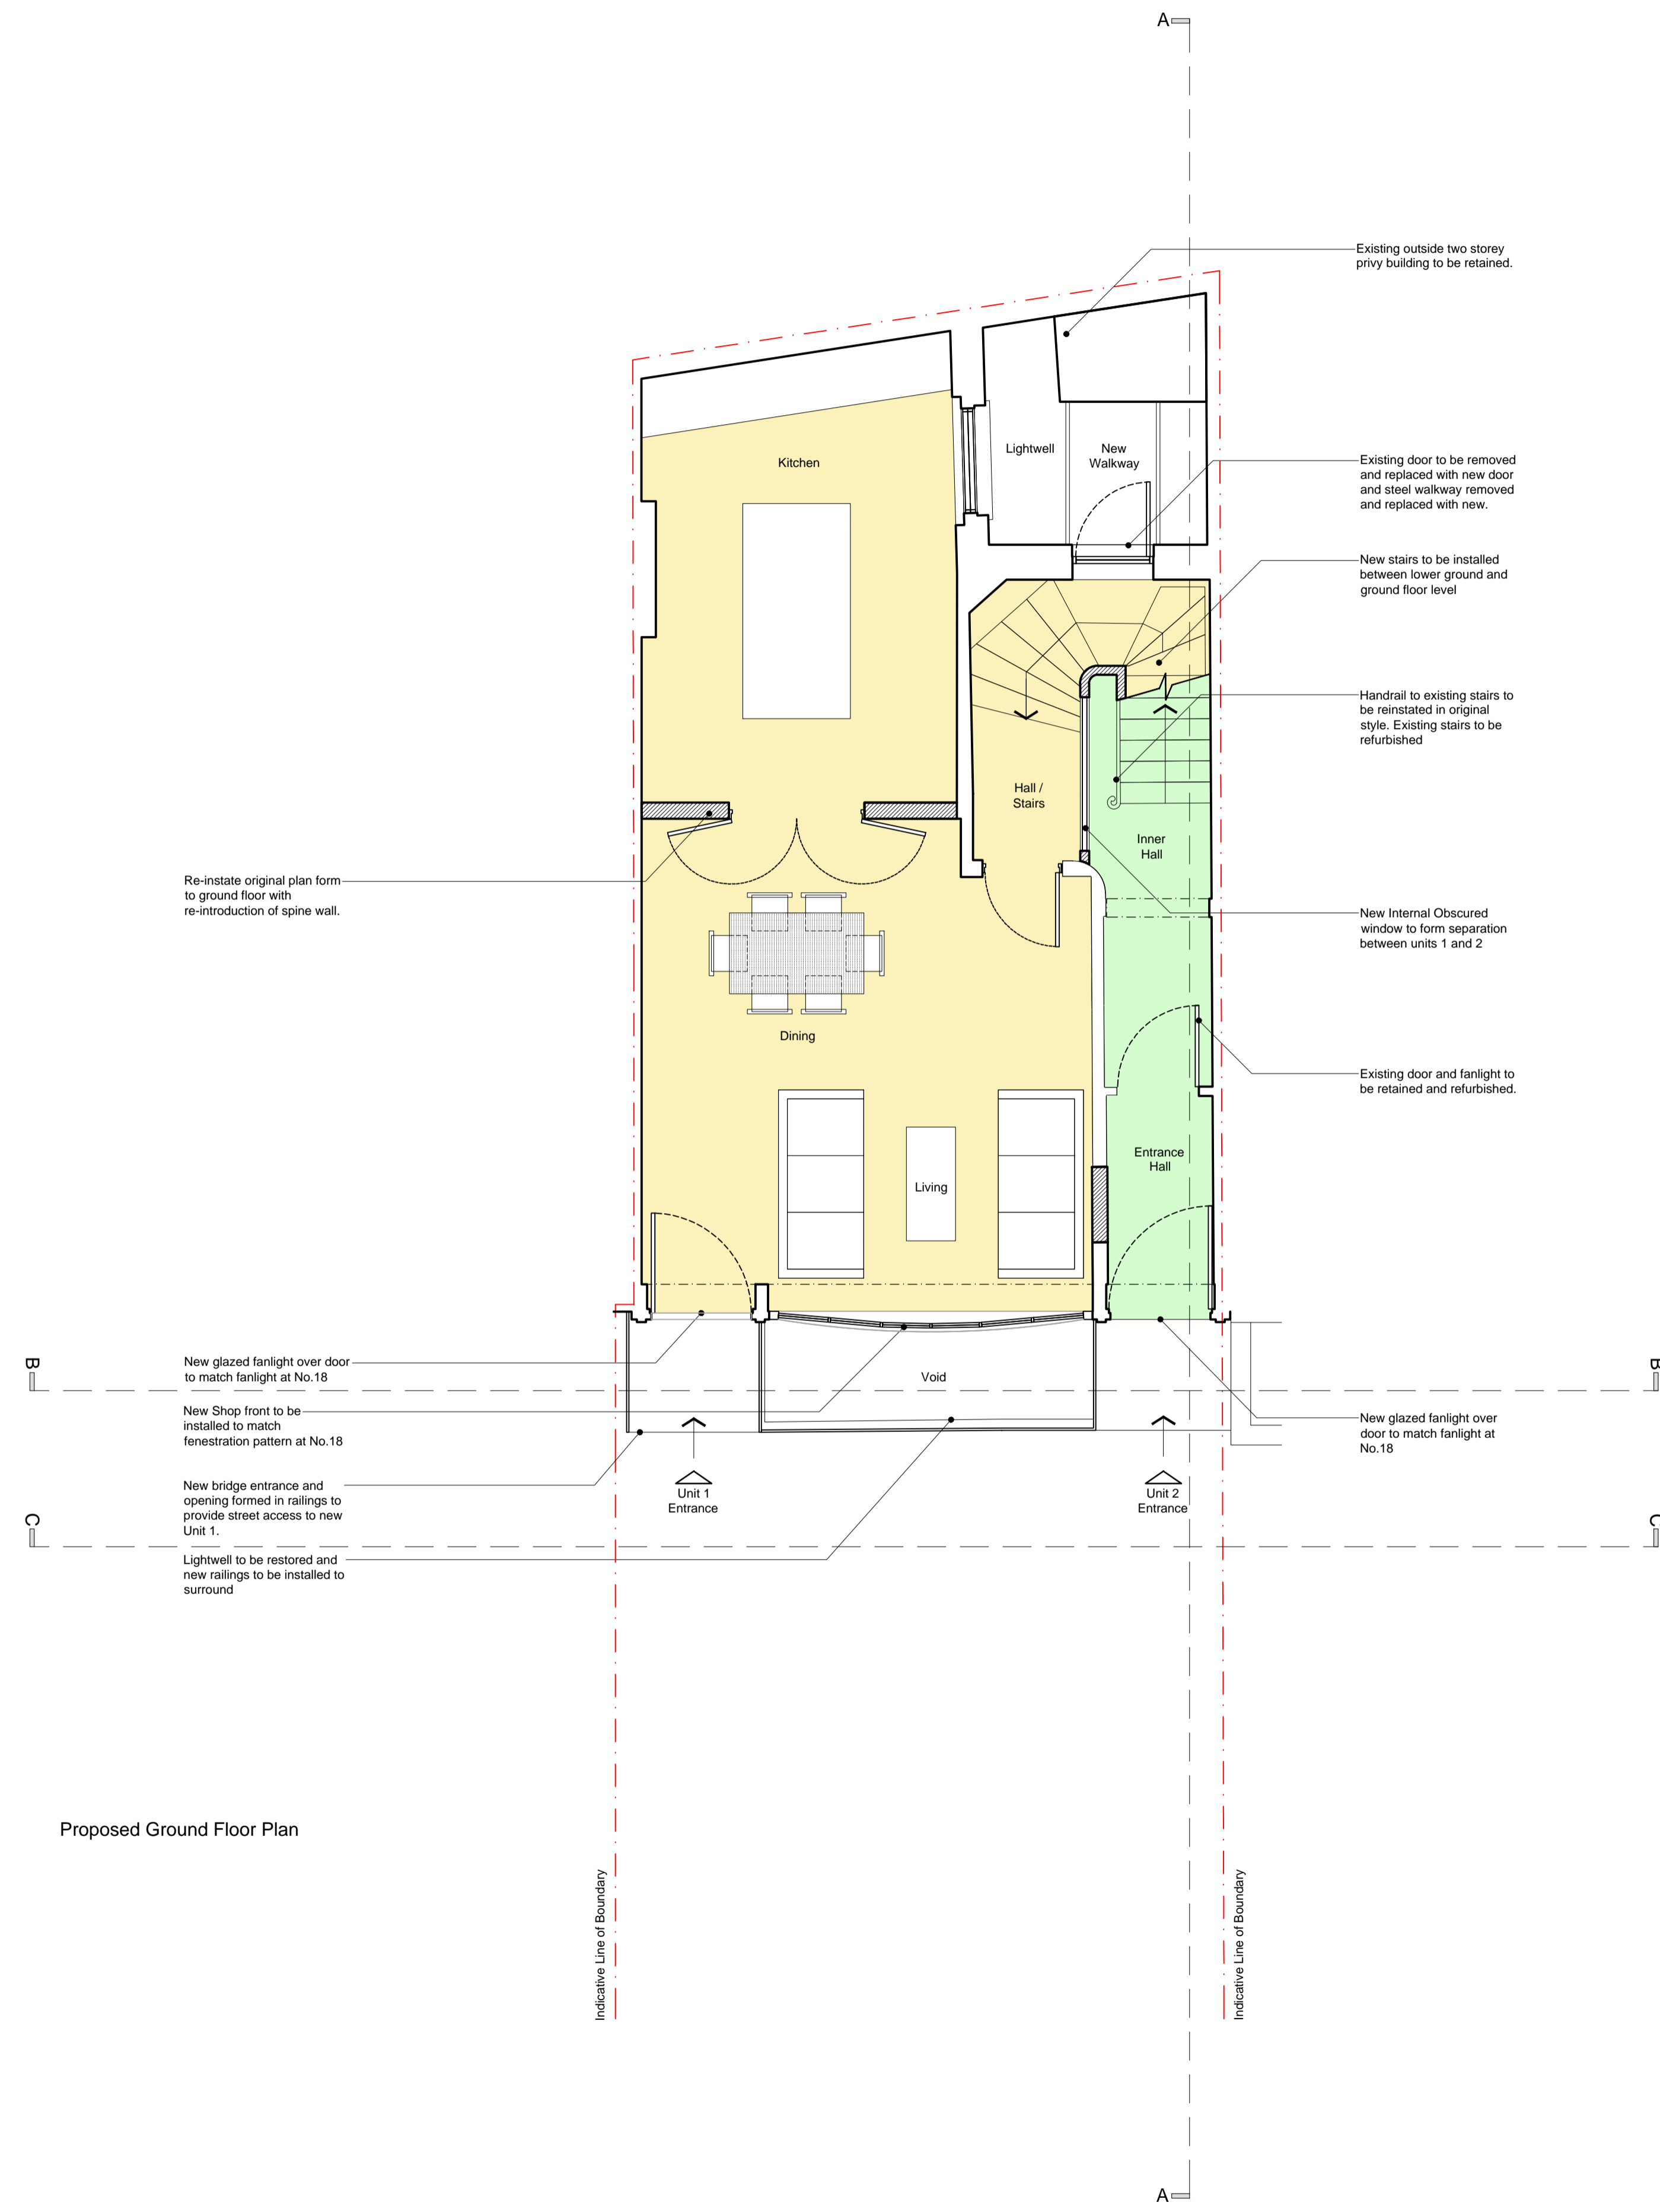 A
Existing outside two storey
privy building to be retained.
Kitchen
Lightwell
New
Walkway
Existing door to be removed
and replaced with new door
and steel walkway removed
and replaced with new.
New stairs to be installed
between lower ground and
ground floor level
Handrail to existing stairs to
be reinstated in original
style. Existing stairs to be
refurbished
Hall /
Stairs
Inner
Hall
Re-instate original plan form
to ground floor with
re-introduction of spine wall.
New Internal Obscured
window to form separation
between units 1 and 2
Dining
Existing door and fanlight to
be retained and refurbished.
Entrance
Hall
Living
B
B
New glazed fanlight over door
to match fanlight at No.18
Void
New Shop front to be
installed to match
fenestration pattern at No.18
New glazed fanlight over
door to match fanlight at
No.18
New bridge entrance and
opening formed in railings to
provide street access to new
Unit 1.
Unit 1
Entrance
Unit 2
Entrance
C
C
Lightwell to be restored and
new railings to be installed to
surround
Proposed Ground Floor Plan
Indicative Line of Boundary
Indicative Line of Boundary
A